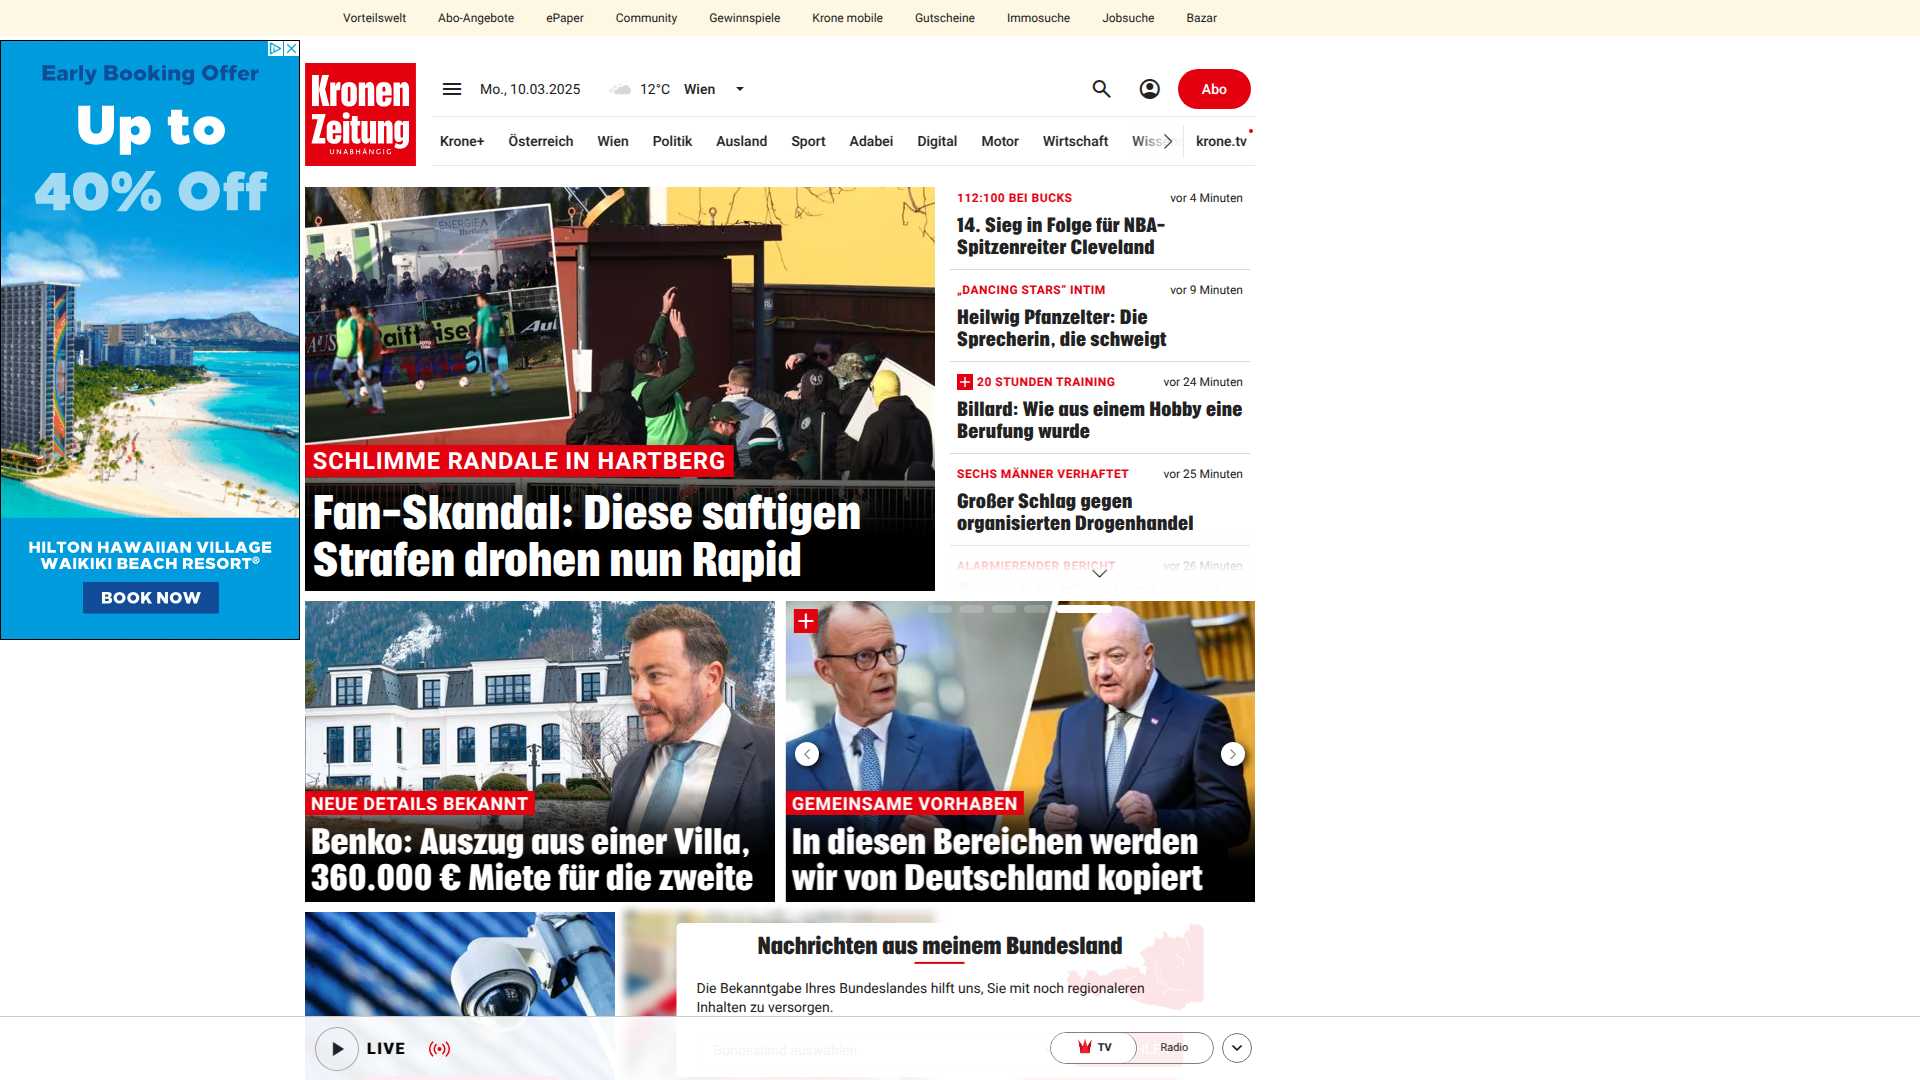 Vorteilswelt
Abo-Angebote
ePaper
Community
Gewinnspiele
Krone mobile
Gutscheine
Immosuche
Jobsuche
Bazar
Early Booking Offer
Up to
40% Off
HILTON HAWAIIAN VILLAGE
WAIKIKI BEACH RESORT®
BOOK NOW
Kronen
Zeitung
UNABHÄNGIG
Mo., 10.03.2025
12°C
Wien
Abo
Krone+
Österreich
Wien
Politik
Ausland
Sport
Adabei
Digital
Motor
Wirtschaft
krone.tv
ENERGIE
Hartberg
SCHLIMME RANDALE IN HARTBERG
Fan-Skandal: Diese saftigen
Strafen drohen nun Rapid
112:100 BEI BUCKS
vor 4 Minuten
14. Sieg in Folge für NBA-
Spitzenreiter Cleveland
„DANCING STARS“ INTIM
vor 9 Minuten
Heilwig Pfanzelter: Die
Sprecherin, die schweigt
20 STUNDEN TRAINING
vor 24 Minuten
Billard: Wie aus einem Hobby eine
Berufung wurde
SECHS MÄNNER VERHAFTET
vor 25 Minuten
Großer Schlag gegen
organisierten Drogenhandel
ALARMIERENDER BERICHT
vor 26 Minuten
NEUE DETAILS BEKANNT
Benko: Auszug aus einer Villa,
360.000 € Miete für die zweite
GEMEINSAME VORHABEN
In diesen Bereichen werden
wir von Deutschland kopiert
Nachrichten aus meinem Bundesland
Die Bekanntgabe Ihres Bundeslandes hilft uns, Sie mit noch regionaleren
Inhalten zu versorgen.
Bundesland auswählen
LIVE
TV
Radio